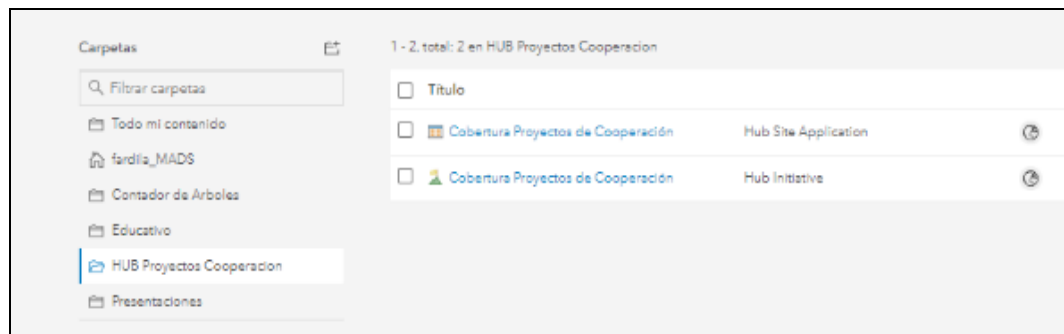 Carpetas
Filtrar carpetas
Todo mi contenido
fardila_MADS
Contador de Arboles
Educativo
HUB Proyectos Cooperacion
Presentaciones
1 - 2. total: 2 en HUB Proyectos Cooperacion
Título
Cobertura Proyectos de Cooperación Hub Site Application
Cobertura Proyectos de Cooperación Hub Initiative